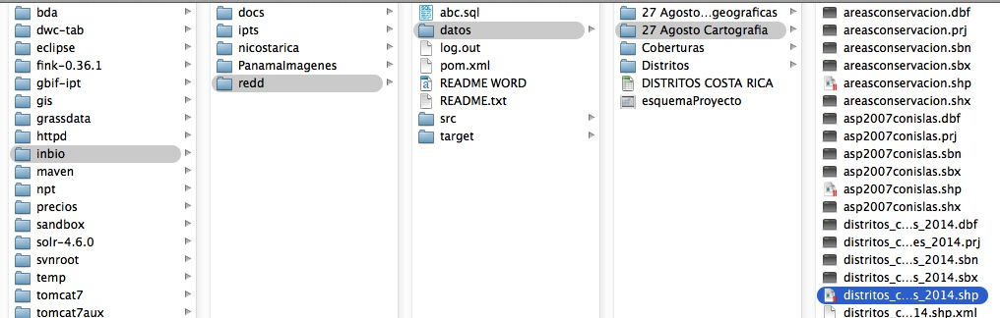 bda
dwc-tab
eclipse
fink-0.36.1
gbif-ipt
gis
grassdata
httpd
inbio
maven
npt
precios
sandbox
solr-4.6.0
svnroot
temp
tomcat7
tomcat7aux
docs
ipts
nicostarica
PanamaImagenes
redd
abc.sql
datos
log.out
pom.xml
README WORD
README.txt
src
target
27 Agosto...geograficas
27 Agosto Cartografia
Coberturas
Distritos
DISTRITOS COSTA RICA
esquemaProyecto
areasconservacion.dbf
areasconservacion.prj
areasconservacion.sbn
areasconservacion.sbx
areasconservacion.shp
areasconservacion.shx
asp2007conislas.dbf
asp2007conislas.prj
asp2007conislas.sbn
asp2007conislas.sbx
asp2007conislas.shp
asp2007conislas.shx
distritos_c...s_2014.dbf
distritos_c...es_2014.prj
distritos_c...s_2014.sbn
distritos_c...s_2014.sbx
distritos_c...s_2014.shp
distritos_c...14.shp.xml